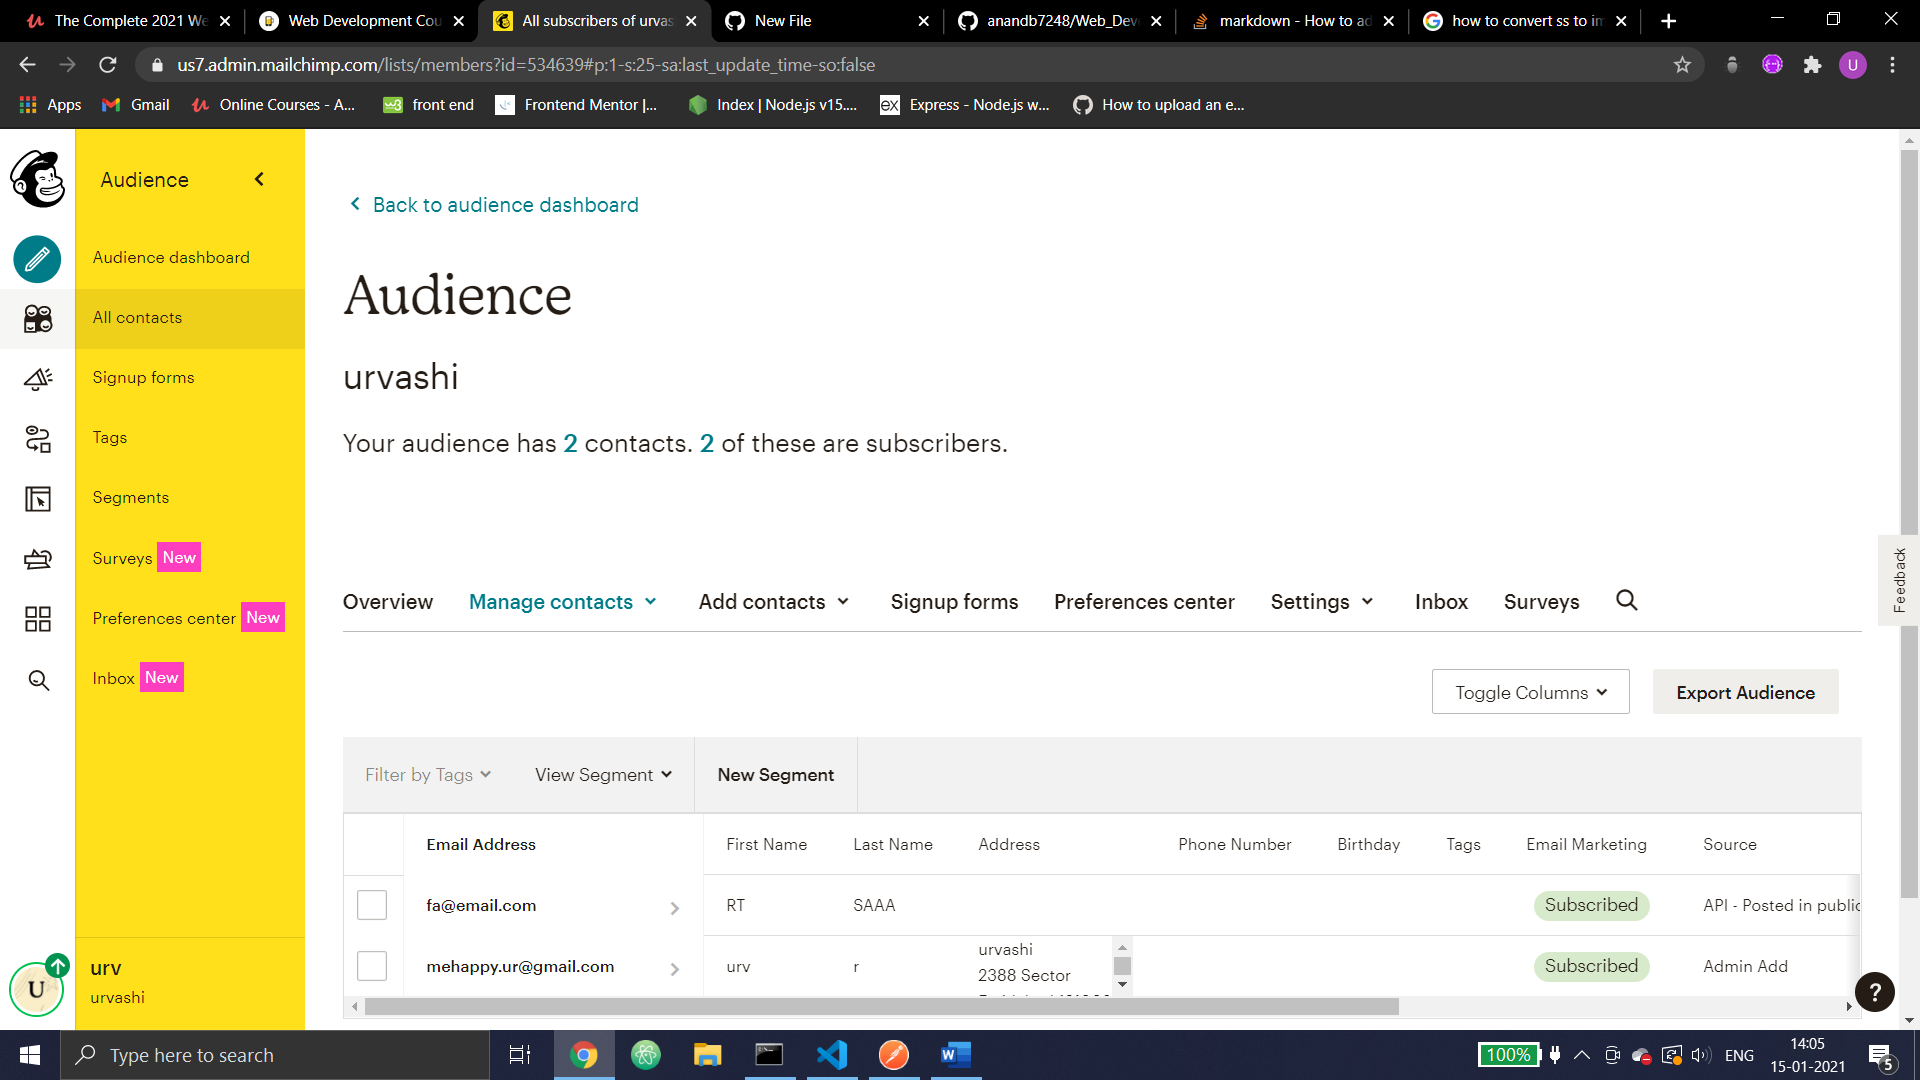 The Complete 2021 We
Web Development Cou
All subscribers of urvas
New File
anandb7248/Web_Dev
markdown - How to ad
how to convert ss to im
us7.admin.mailchimp.com/lists/members?id=534639#p:1-s:25-sa:last_update_time-so:false
U
Apps
Gmail
Online Courses - A...
front end
Frontend Mentor |...
Index | Node.js v15....
Express - Node.js w...
How to upload an e...
Audience
Audience dashboard
All contacts
Signup forms
Tags
Segments
Surveys New
Preferences center New
Inbox New
U
urv
urvashi
Back to audience dashboard
Audience
urvashi
Your audience has 2 contacts. 2 of these are subscribers.
Overview Manage contacts Add contacts Signup forms Preferences center Settings Inbox Surveys
Feedback
Toggle Columns Export Audience
Filter by Tags View Segment New Segment
Email Address First Name Last Name Address Phone Number Birthday Tags Email Marketing Source
fa@email.com RT SAAA Subscribed API - Posted in public
mehappy.ur@gmail.com urv r urvashi
2388 Sector
Subscribed Admin Add
?
Type here to search
100%
ENG
14:05
15-01-2021
5